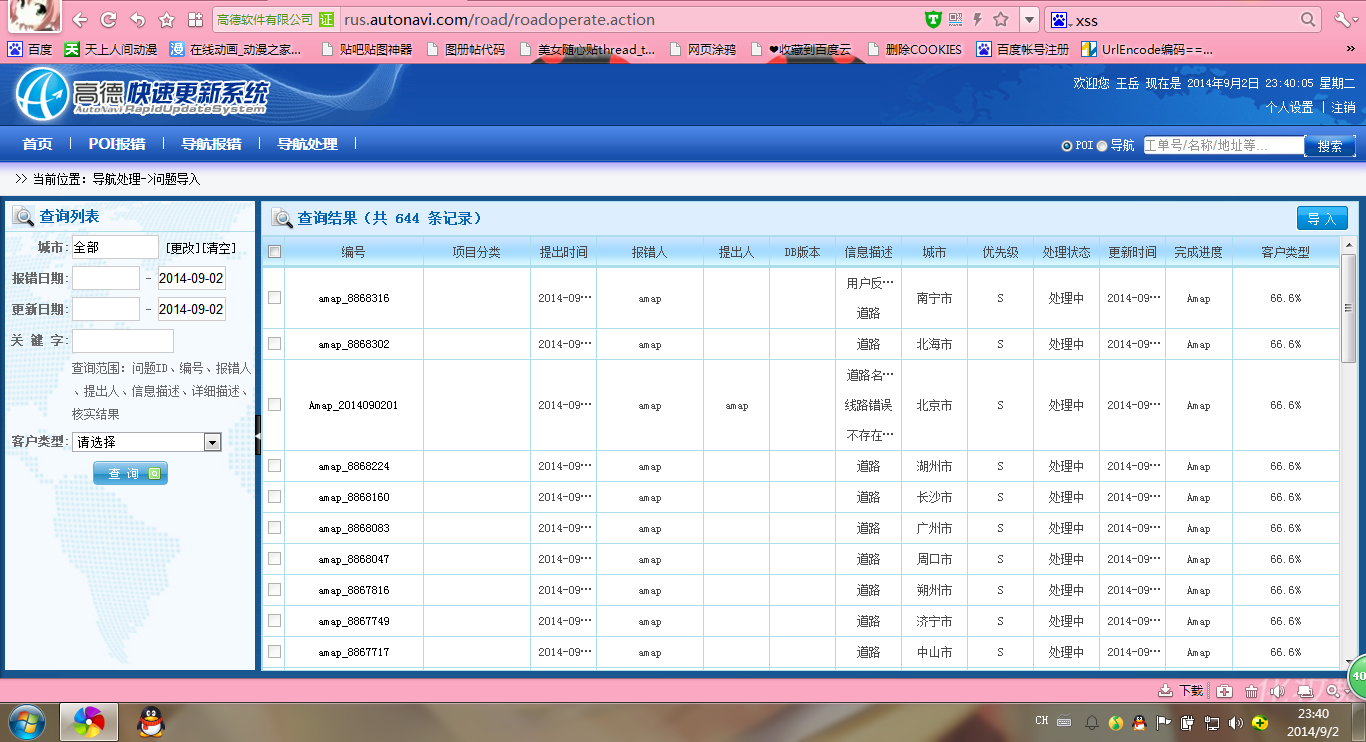 高德软件有限公司 证 rus.autonavi.com/road/roadoperate.action xss
百度 天上人间动漫 在线动画_动漫之家... 贴吧贴图神器 图册帖代码 美女随心贴thread_t... 网页涂鸦 ❤收藏到百度云 删除COOKIES 百度帐号注册 UrlEncode编码==... »
高德快速更新系统
AutoNavi RapidUpdateSystem
欢迎您 王岳 现在是 2014年9月2日 23:40:05 星期二
个人设置 | 注销
首页 | POI报错 | 导航报错 | 导航处理 |
POI 导航 工单号/名称/地址等... 搜索
>> 当前位置: 导航处理->问题导入
查询列表
城市: 全部 [更改][清空]
报错日期: - 2014-09-02
更新日期: - 2014-09-02
关 键 字:
查询范围: 问题ID、编号、报错人
、提出人、信息描述、详细描述、
核实结果
客户类型: 请选择
查 询
查询结果（共 644 条记录）
导 入
编号 项目分类 提出时间 报错人 提出人 DB版本 信息描述 城市 优先级 处理状态 更新时间 完成进度 客户类型
amap_8868316 2014-09… amap 用户反… 道路 南宁市 S 处理中 2014-09… Amap 66.6%
amap_8868302 2014-09… amap 道路 北海市 S 处理中 2014-09… Amap 66.6%
Amap_2014090201 2014-09… amap amap 道路名… 线路错误 不存在… 北京市 S 处理中 2014-09… Amap 66.6%
amap_8868224 2014-09… amap 道路 湖州市 S 处理中 2014-09… Amap 66.6%
amap_8868160 2014-09… amap 道路 长沙市 S 处理中 2014-09… Amap 66.6%
amap_8868083 2014-09… amap 道路 广州市 S 处理中 2014-09… Amap 66.6%
amap_8868047 2014-09… amap 道路 周口市 S 处理中 2014-09… Amap 66.6%
amap_8867816 2014-09… amap 道路 朔州市 S 处理中 2014-09… Amap 66.6%
amap_8867749 2014-09… amap 道路 济宁市 S 处理中 2014-09… Amap 66.6%
amap_8867717 2014-09… amap 道路 中山市 S 处理中 2014-09… Amap 66.6%
40
下载
CH 23:40
2014/9/2